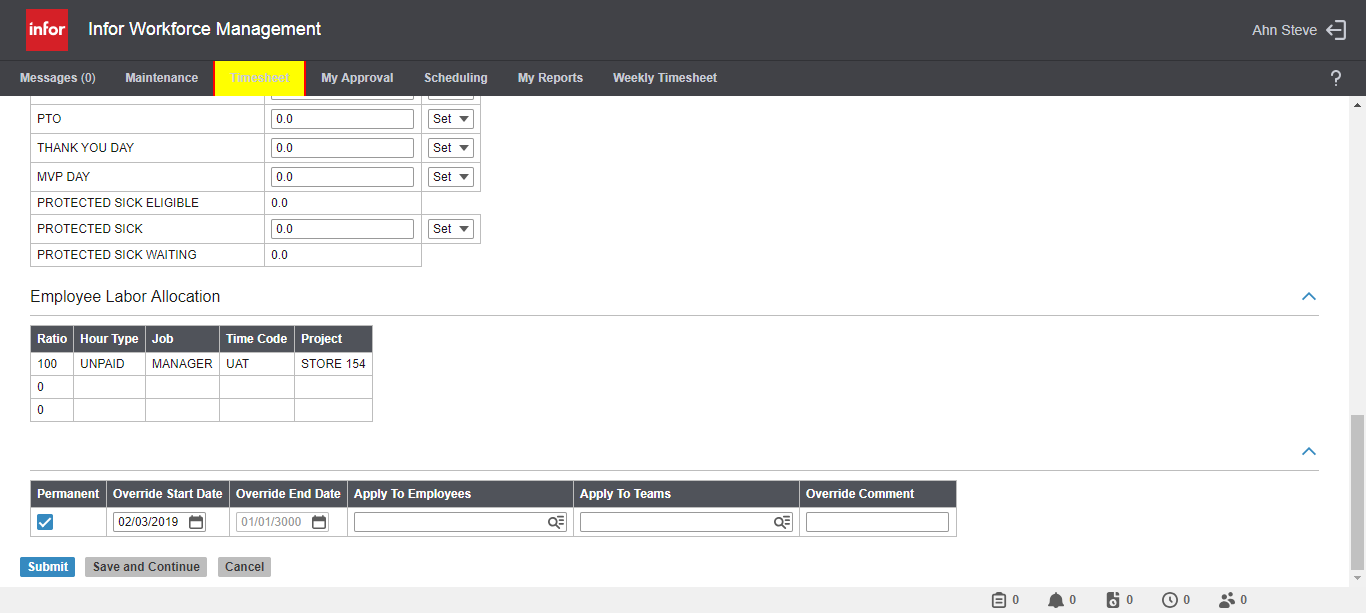 infor Infor Workforce Management Ahn Steve
Messages (0) Maintenance Timesheet My Approval Scheduling My Reports Weekly Timesheet ?
PTO 0.0 Set
THANK YOU DAY 0.0 Set
MVP DAY 0.0 Set
PROTECTED SICK ELIGIBLE 0.0
PROTECTED SICK 0.0 Set
PROTECTED SICK WAITING 0.0
Employee Labor Allocation
Ratio Hour Type Job Time Code Project
100 UNPAID MANAGER UAT STORE 154
0
0
Permanent Override Start Date Override End Date Apply To Employees Apply To Teams Override Comment
02/03/2019 01/01/3000
Submit Save and Continue Cancel
0 0 0 0 0